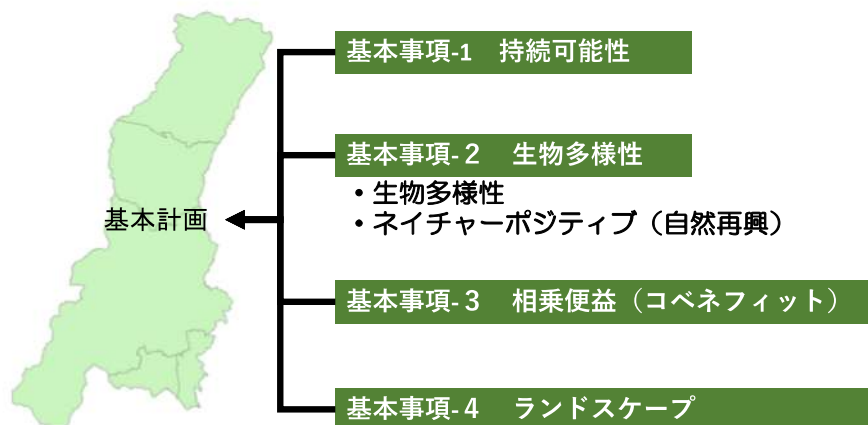 基本事項-1　持続可能性
基本事項-２　生物多様性
・生物多様性
・ネイチャーポジティブ（自然再興）
基本計画
基本事項-３　相乗便益（コベネフィット）
基本事項-４　ランドスケープ